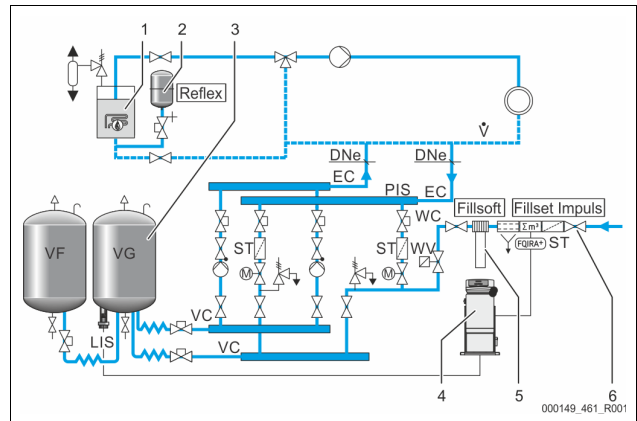 1
2
3
Reflex
V̇
DNe
DNe
EC
PIS
EC
WC
Fillsoft
Fillset Impuls
Σm³
FQIRA+
ST
ST
ST
WV
M
M
VF
VG
VC
VC
LIS
4
5
6
000149_461_R001